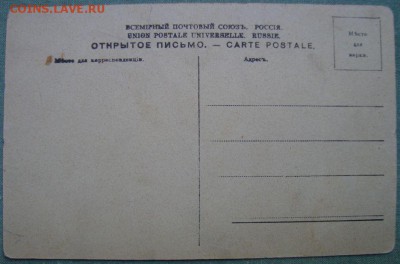 COINS.LAVE.RU
ВСЕМІРНЫЙ ПОЧТОВЫЙ СОЮЗЪ. РОССІЯ.
UNION POSTALE UNIVERSELLE. RUSSIE.
ОТКРЫТОЕ ПИСЬМО. — CARTE POSTALE.
Мѣсто для корреспонденціи.
Адресъ.
Мѣсто
для
марки.